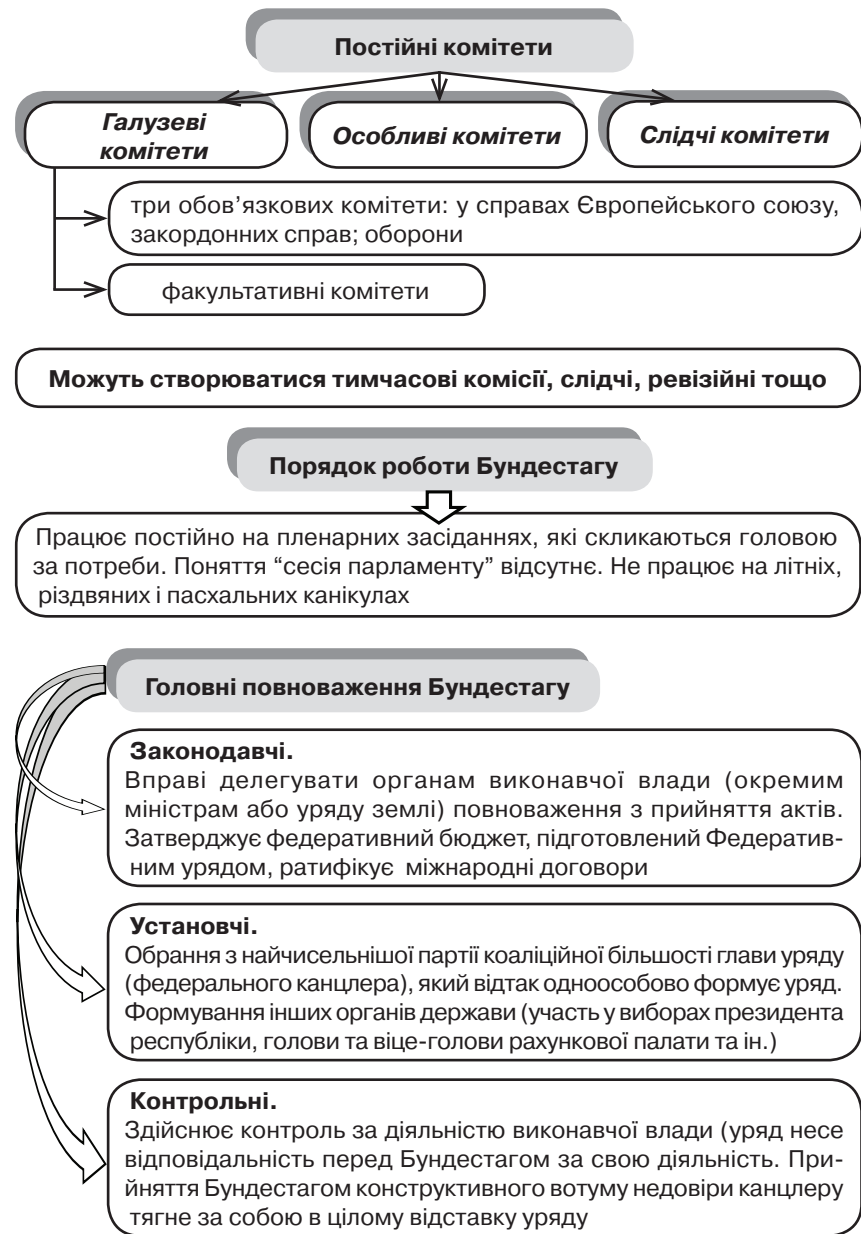 Постійні комітети
Галузеві
комітети
Особливі комітети
Слідчі комітети
три обов’язкових комітети: у справах Європейського союзу,
закордонних справ; оборони
факультативні комітети
Можуть створюватися тимчасові комісії, слідчі, ревізійні тощо
Порядок роботи Бундестагу
Працює постійно на пленарних засіданнях, які скликаються головою
за потреби. Поняття “сесія парламенту” відсутнє. Не працює на літніх,
різдвяних і пасхальних канікулах
Головні повноваження Бундестагу
Законодавчі.
Вправі делегувати органам виконавчої влади (окремим
міністрам або уряду землі) повноваження з прийняття актів.
Затверджує федеративний бюджет, підготовлений Федератив-
ним урядом, ратифікує міжнародні договори
Установчі.
Обрання з найчисельнішої партії коаліційної більшості глави уряду
(федерального канцлера), який відтак одноособово формує уряд.
Формування інших органів держави (участь у виборах президента
республіки, голови та віце-голови рахункової палати та ін.)
Контрольні.
Здійснює контроль за діяльністю виконавчої влади (уряд несе
відповідальність перед Бундестагом за свою діяльність. При-
йняття Бундестагом конструктивного вотуму недовіри канцлеру
тягне за собою в цілому відставку уряду